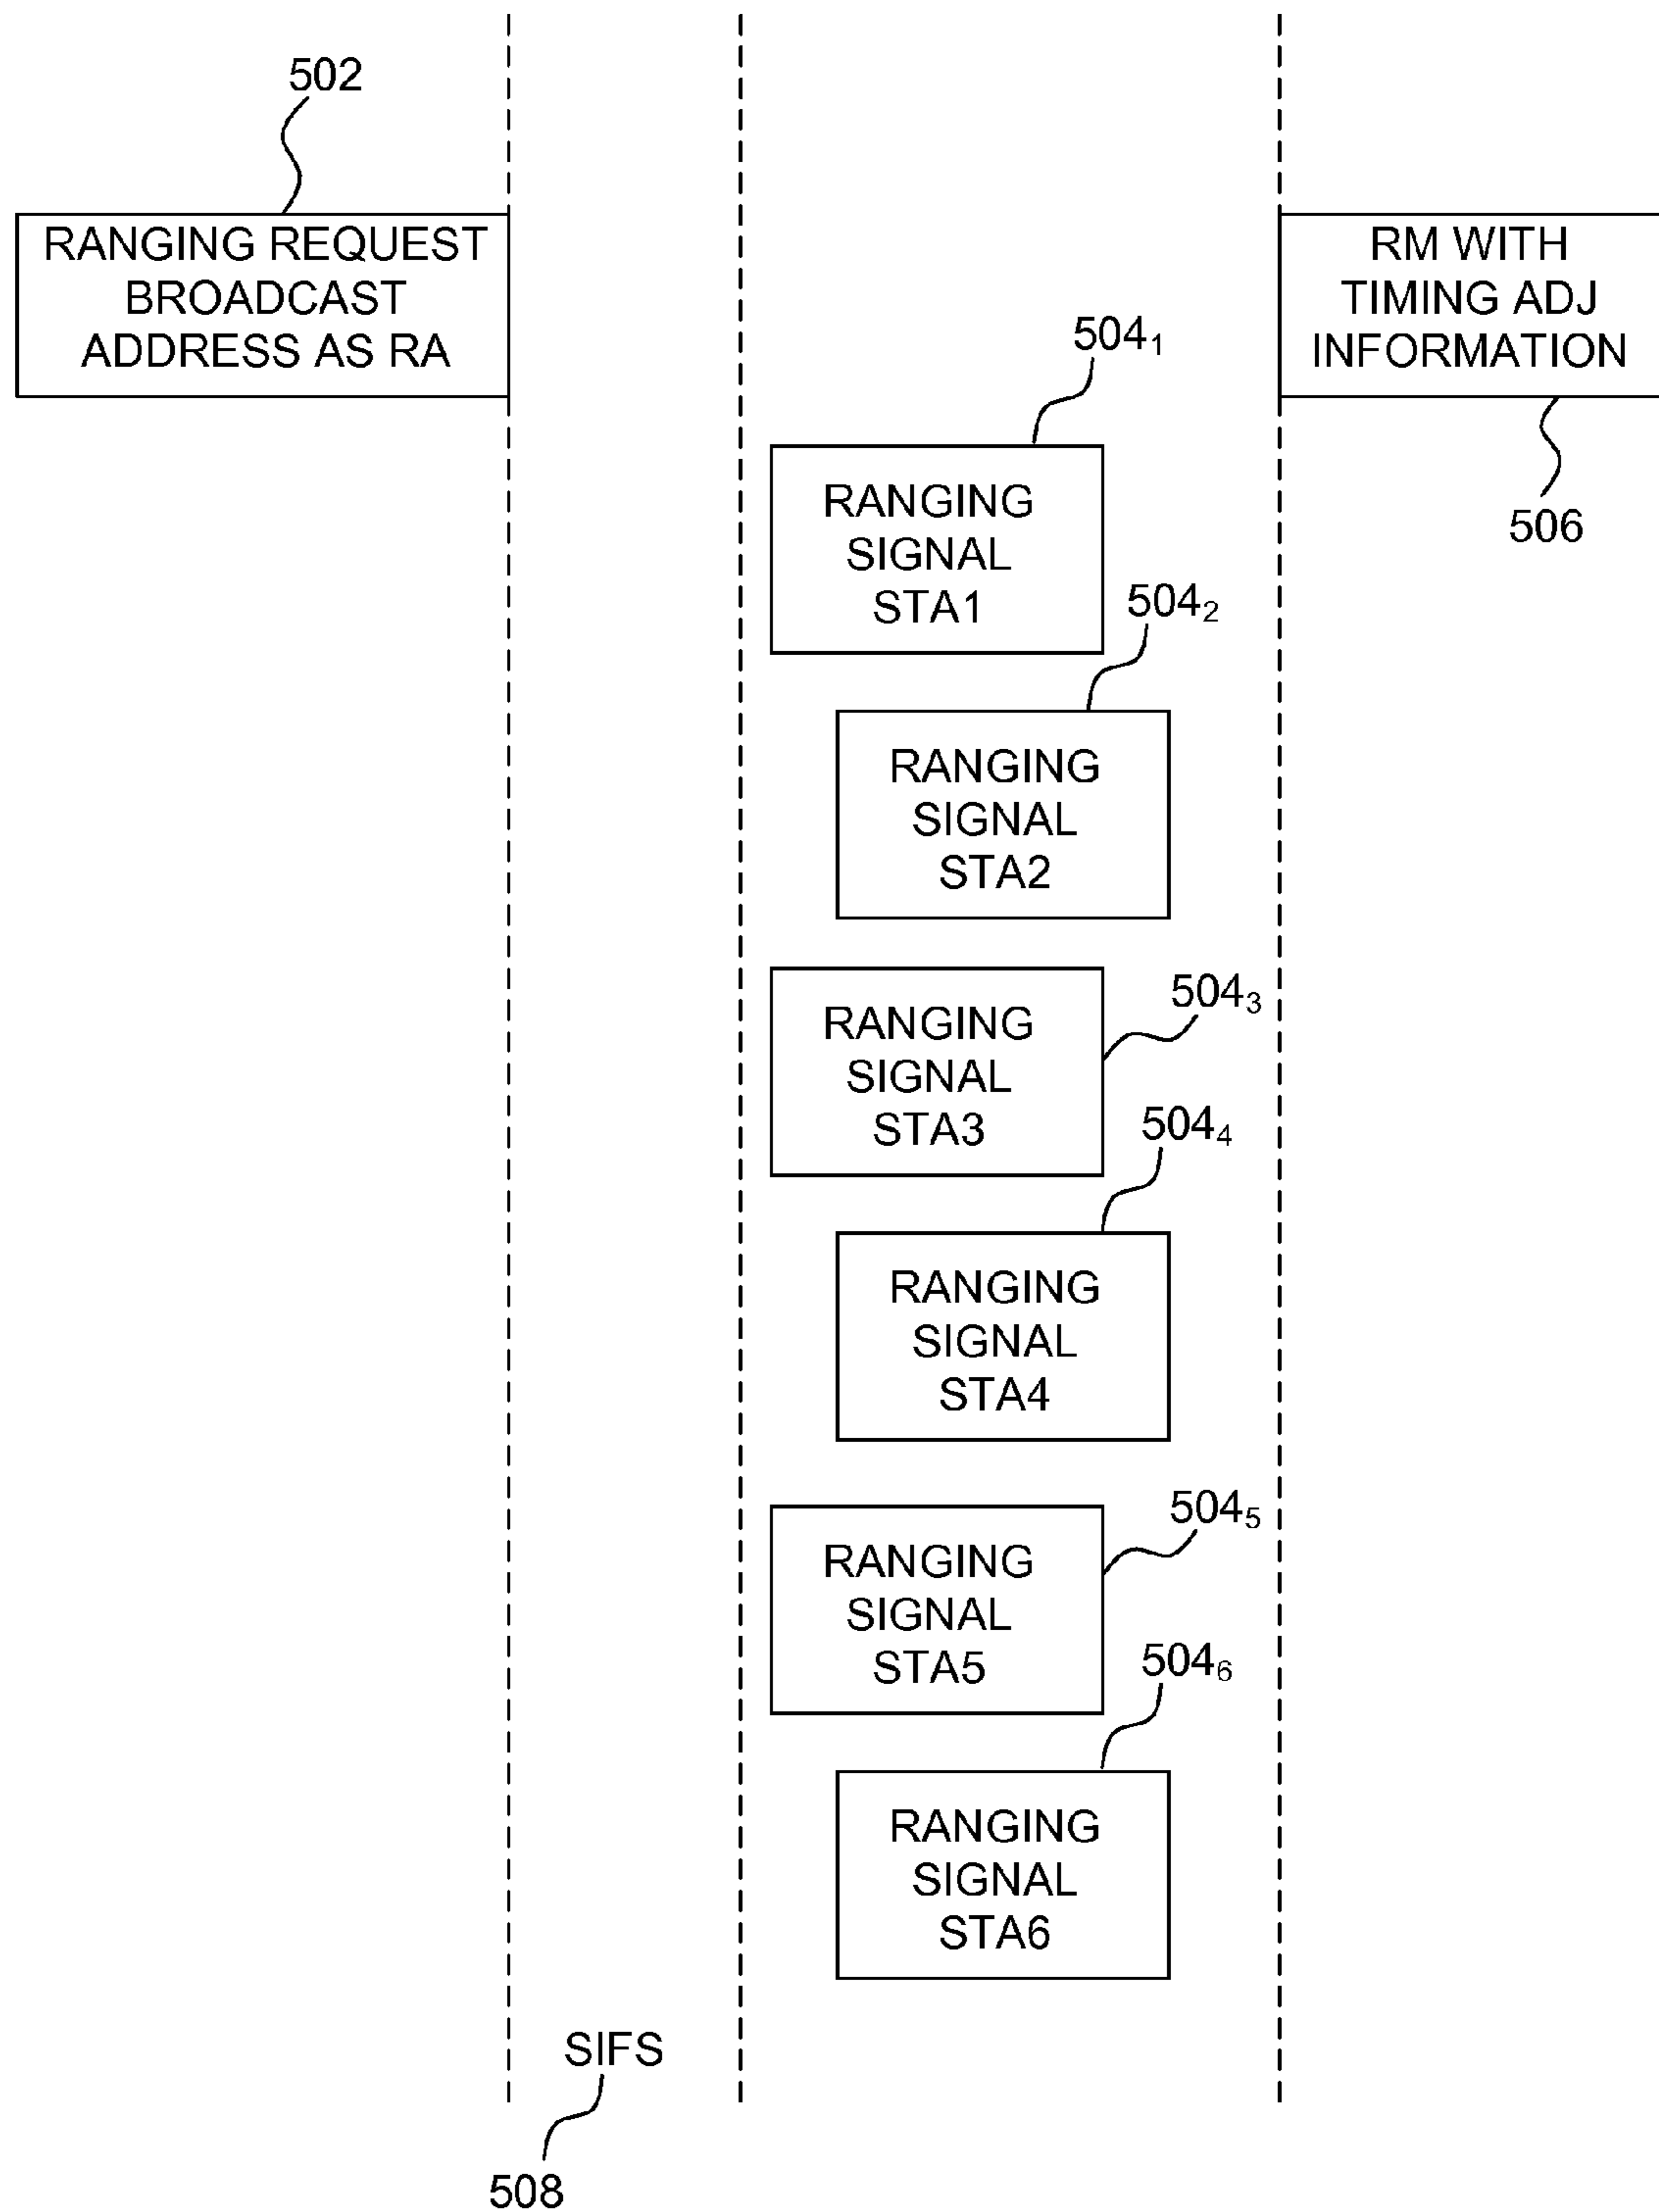 502
RANGING REQUEST
BROADCAST
ADDRESS AS RA
RM WITH
TIMING ADJ
INFORMATION
506
504₁
RANGING
SIGNAL
STA1
504₂
RANGING
SIGNAL
STA2
504₃
RANGING
SIGNAL
STA3
504₄
RANGING
SIGNAL
STA4
504₅
RANGING
SIGNAL
STA5
504₆
RANGING
SIGNAL
STA6
SIFS
508